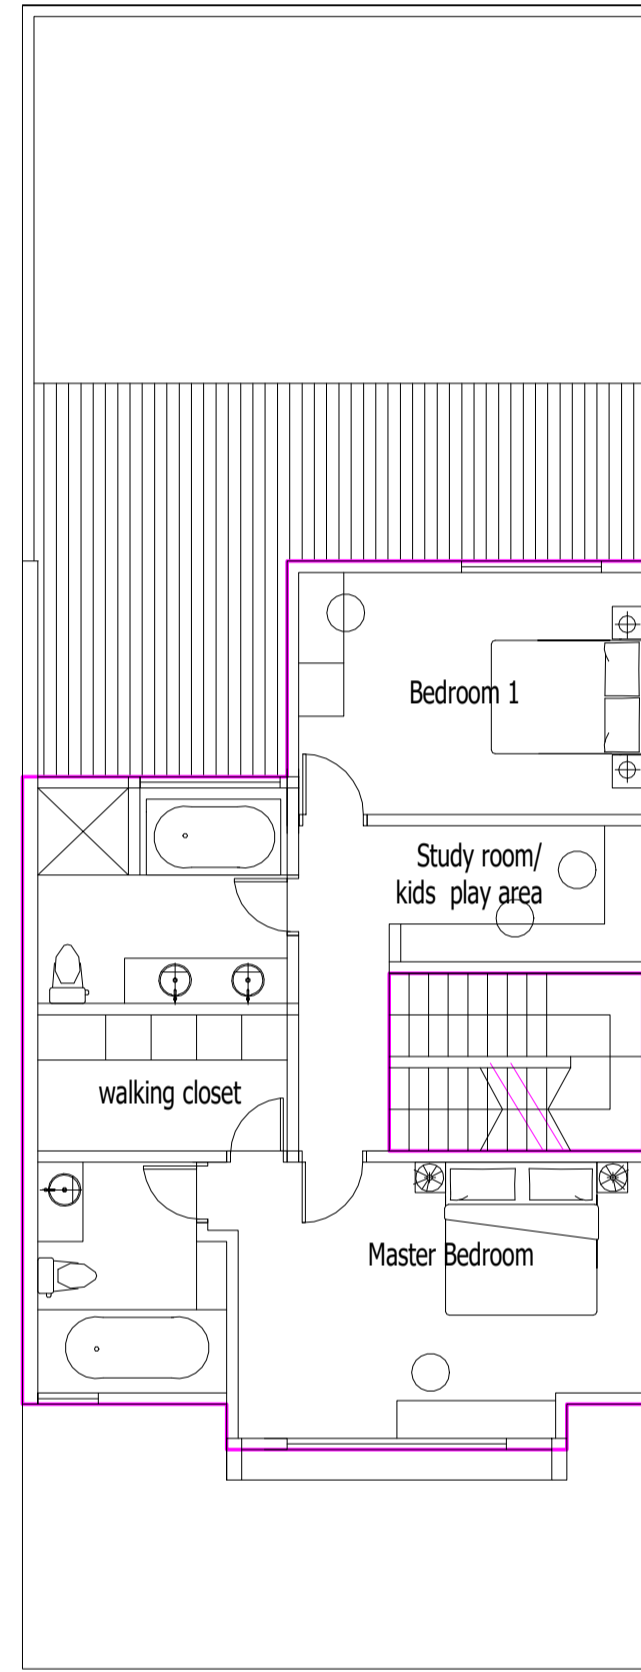 Bedroom 1
Study room/
kids play area
walking closet
Master Bedroom